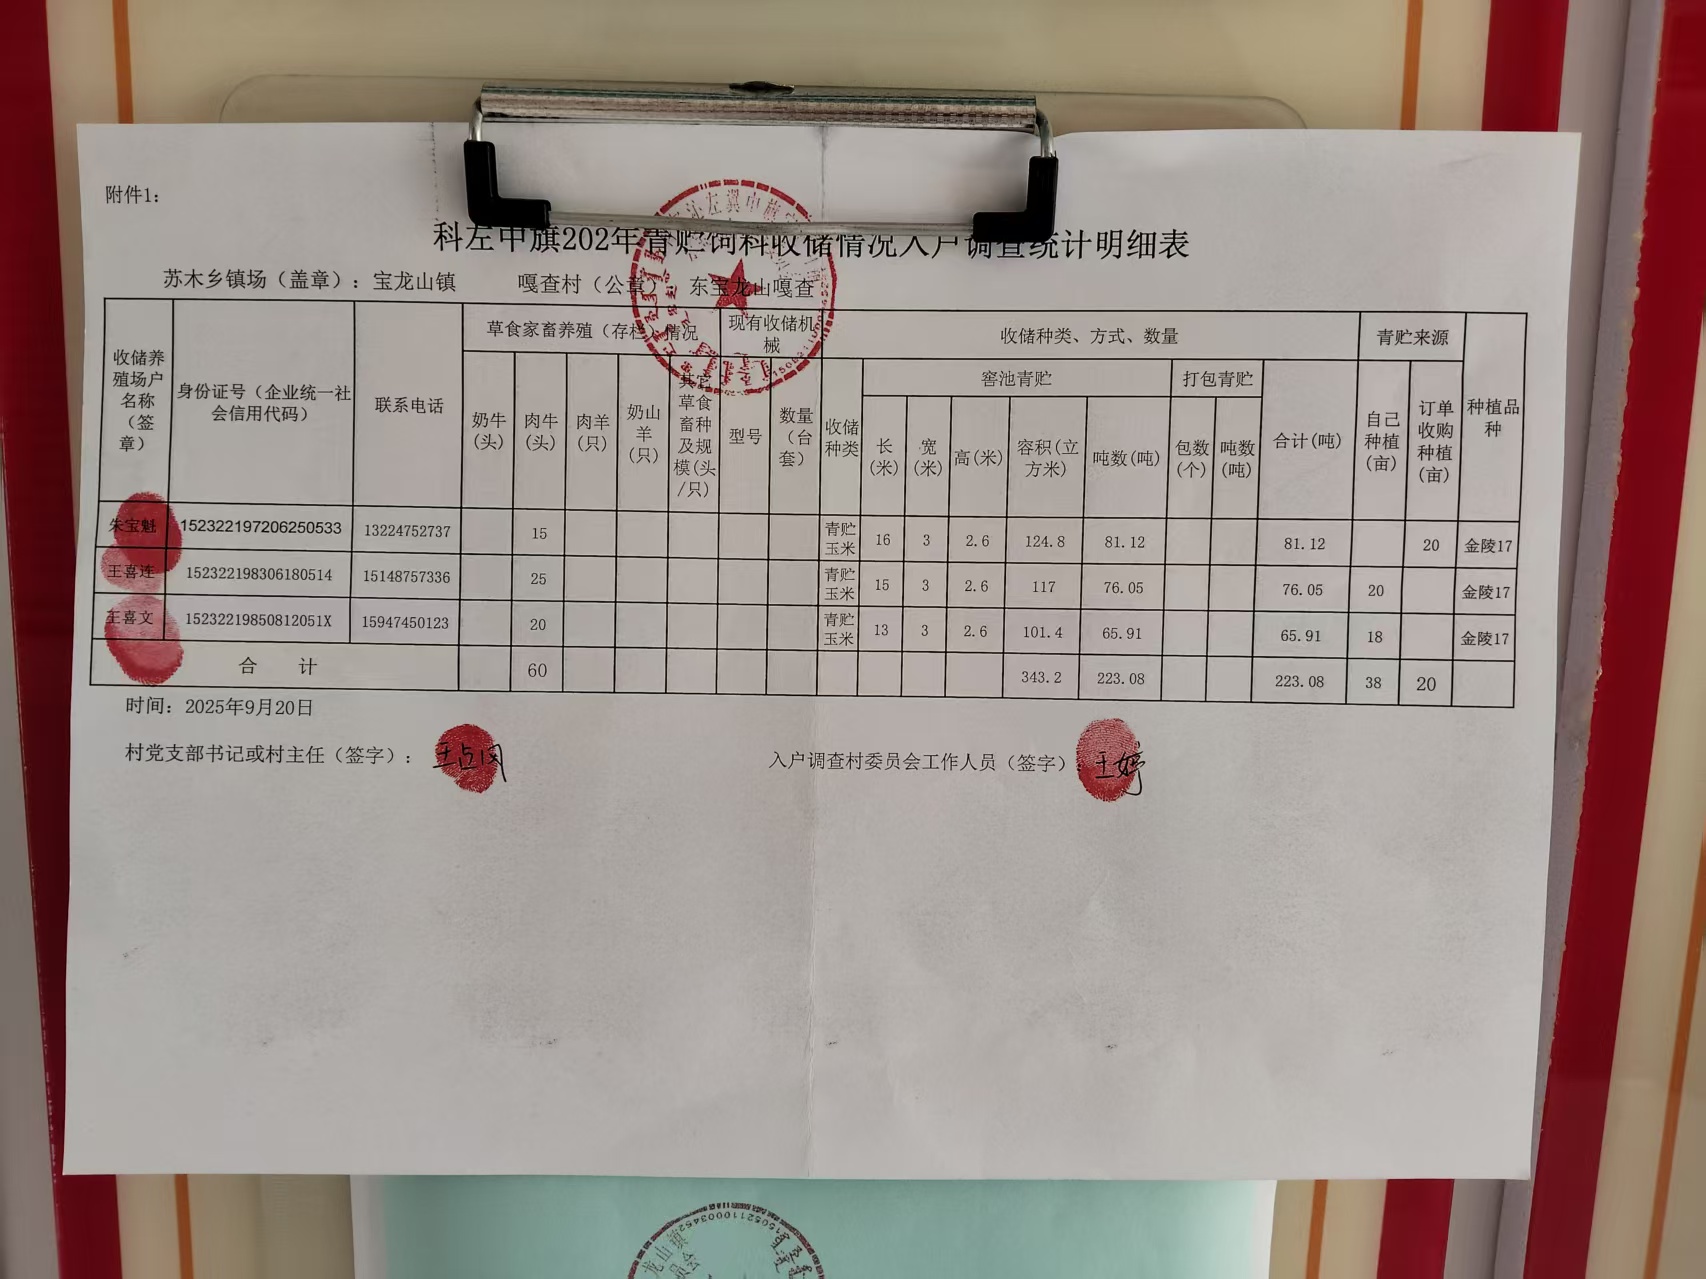 附件1：
科左中旗202年青贮饲料收储情况入户调查统计明细表
苏木乡镇场（盖章）：宝龙山镇 嘎查村（公章） 东宝龙山嘎查
收储养殖场户名称（签章） 身份证号（企业统一社会信用代码） 联系电话 草食家畜养殖（存栏）情况 现有收储机械 收储种类、方式、数量 青贮来源 种植品种
奶牛（头） 肉牛（头） 肉羊（只） 奶山羊（只） 其它草食畜种及规模(头/只) 型号 数量（台套） 收储种类 窖池青贮 打包青贮 合计(吨) 自己种植(亩) 订单收购种植(亩)
长(米) 宽(米) 高(米) 容积(立方米) 吨数(吨) 包数(个) 吨数(吨)
朱宝魁 152322197206250533 13224752737 15 青贮玉米 16 3 2.6 124.8 81.12 81.12 20 金陵17
王喜连 152322198306180514 15148757336 25 青贮玉米 15 3 2.6 117 76.05 76.05 20 金陵17
王喜文 15232219850812051X 15947450123 20 青贮玉米 13 3 2.6 101.4 65.91 65.91 18 金陵17
合 计 60 343.2 223.08 223.08 38 20
时间：2025年9月20日
村党支部书记或村主任（签字）：
入户调查村委员会工作人员（签字）：王婷
龙山镇